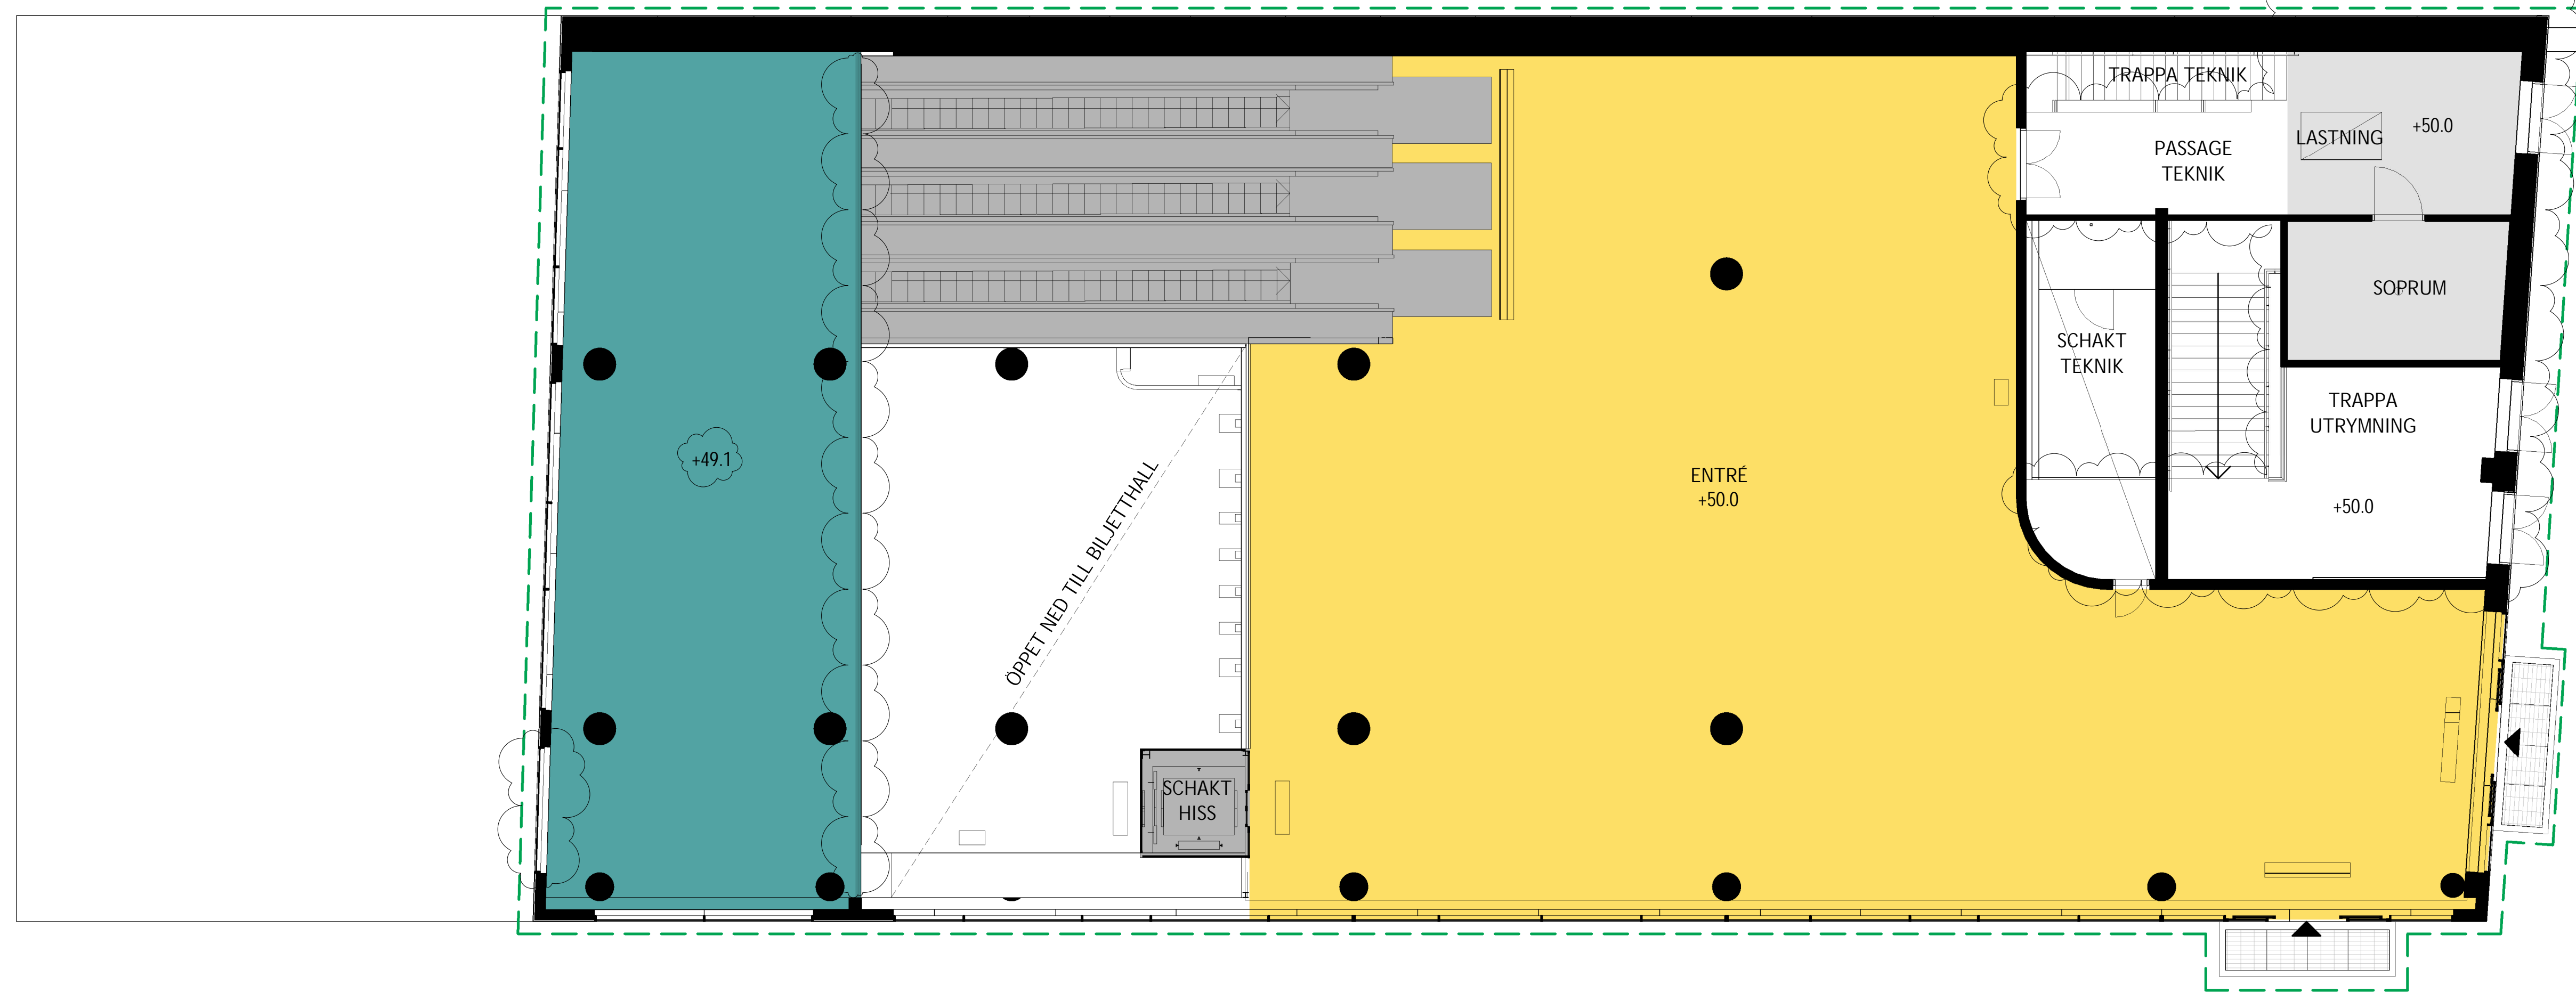 TRAPPA TEKNIK
PASSAGE
TEKNIK
LASTNING
+50.0
SOPRUM
SCHAKT
TEKNIK
TRAPPA
UTRYMNING
+50.0
+49.1
ÖPPET NED TILL BILJETTHALL
ENTRÉ
+50.0
SCHAKT
HISS